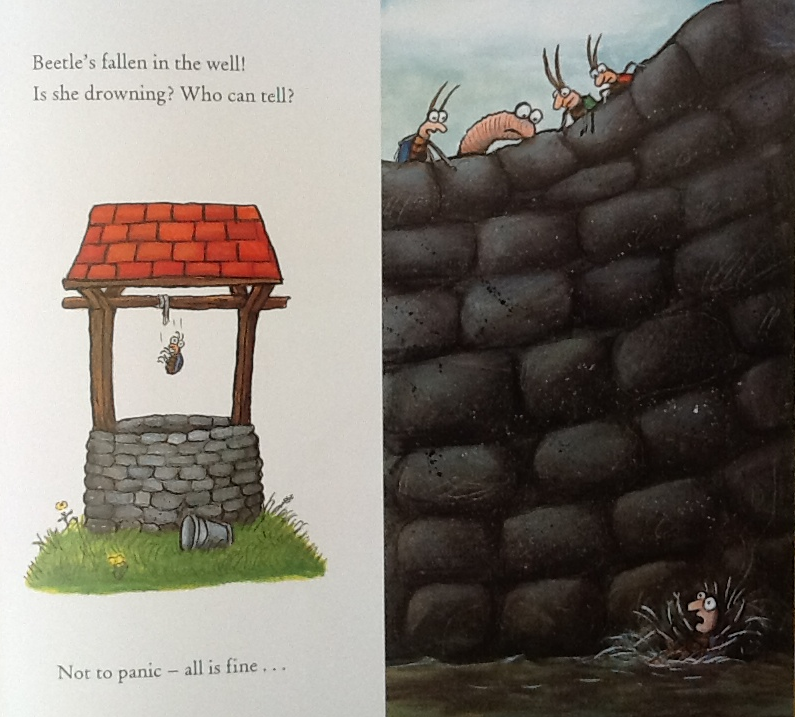 Beetle's fallen in the well!
Is she drowning? Who can tell?
Not to panic – all is fine . . .